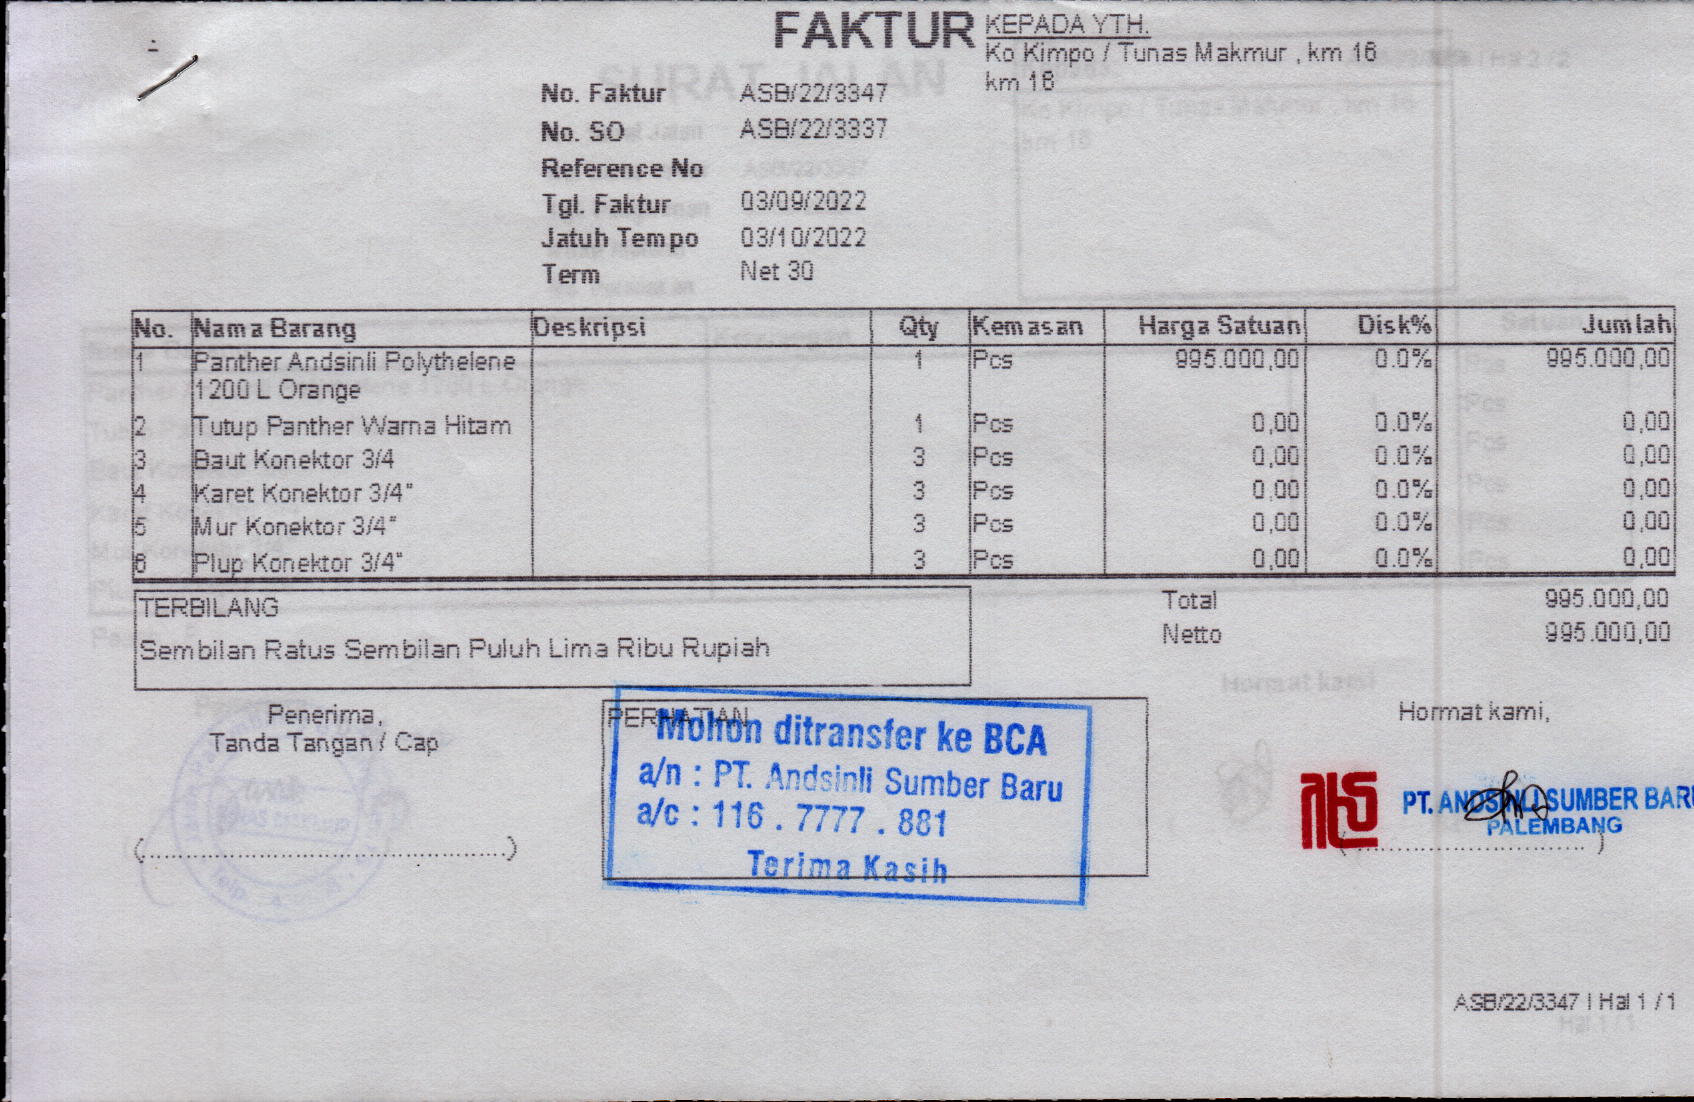 FAKTUR
KEPADA YTH.
Ko Kimpo / Tunas Makmur , km 16
km 16
No. Faktur ASB/22/3347
No. SO ASB/22/3337
Reference No
Tgl. Faktur 03/09/2022
Jatuh Tempo 03/10/2022
Term Net 30
No. Nama Barang Deskripsi Qty Kemasan Harga Satuan Disk% Jumlah
1 Panther Andsinli Polythelene 1 Pcs 995.000,00 0.0% 995.000,00
1200 L Orange
2 Tutup Panther Warna Hitam 1 Pcs 0,00 0.0% 0,00
3 Baut Konektor 3/4 3 Pcs 0,00 0.0% 0,00
4 Karet Konektor 3/4" 3 Pcs 0,00 0.0% 0,00
5 Mur Konektor 3/4" 3 Pcs 0,00 0.0% 0,00
6 Plup Konektor 3/4" 3 Pcs 0,00 0.0% 0,00
TERBILANG
Sembilan Ratus Sembilan Puluh Lima Ribu Rupiah
Total 995.000,00
Netto 995.000,00
Penerima,
Tanda Tangan / Cap
PERHATIAN
Mohon ditransfer ke BCA
a/n : PT. Andsinli Sumber Baru
a/c : 116 . 7777 . 881
Terima Kasih
Hormat kami,
PT. ANDSINLI SUMBER BARU
PALEMBANG
ASB/22/3347 | Hal 1 / 1